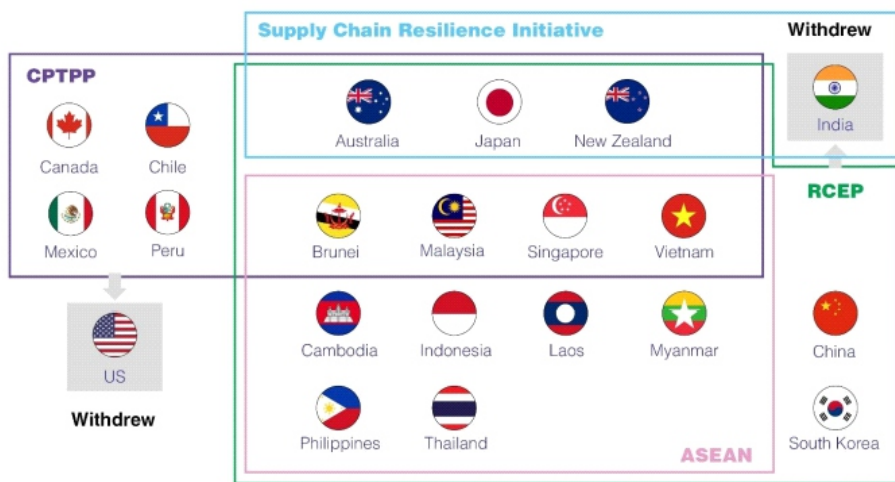 Supply Chain Resilience Initiative
Withdrew
CPTPP
Australia Japan New Zealand
India
Canada Chile
RCEP
Mexico Peru
Brunei Malaysia Singapore Vietnam
US
Withdrew
Cambodia Indonesia Laos Myanmar
China
Philippines Thailand
South Korea
ASEAN